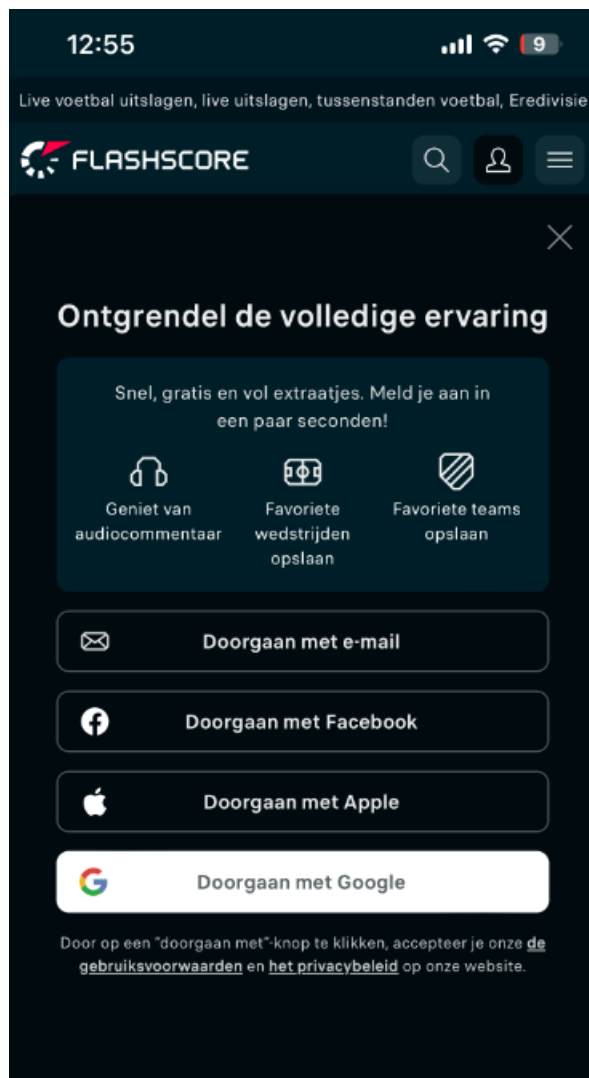 12:55
9
Live voetbal uitslagen, live uitslagen, tussenstanden voetbal, Eredivisie
FLASHSCORE
Ontgrendel de volledige ervaring
Snel, gratis en vol extraatjes. Meld je aan in
een paar seconden!
Geniet van
audiocommentaar
Favoriete
wedstrijden
opslaan
Favoriete teams
opslaan
Doorgaan met e-mail
Doorgaan met Facebook
Doorgaan met Apple
Doorgaan met Google
Door op een "doorgaan met"-knop te klikken, accepteer je onze de
gebruiksvoorwaarden en het privacybeleid op onze website.